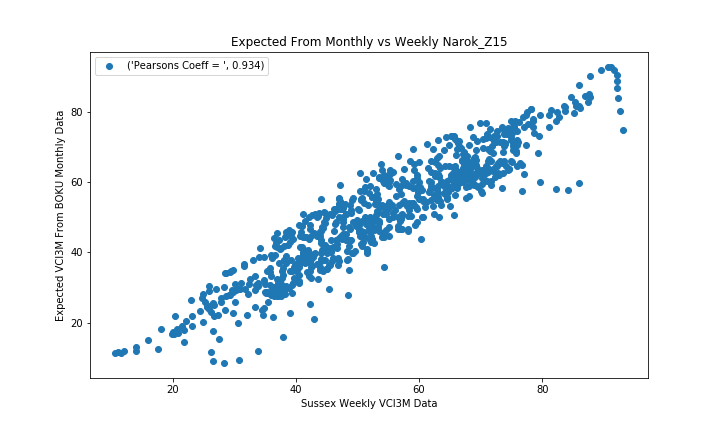 Expected From Monthly vs Weekly Narok_Z15
('Pearsons Coeff = ', 0.934)
Expected VCI3M From BOKU Monthly Data
80
60
40
20
20 40 60 80
Sussex Weekly VCI3M Data